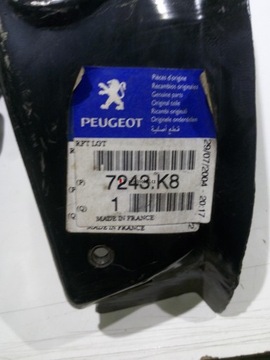 PEUGEOT
Pièces d'origine
Recambios originales
Genuine parts
Original teile
Ricambi originali
Originele onderdelen
قطع أصلية
RPT LOT
7243.K8
1
MADE IN FRANCE
MADE IN FRANCE
29/07/2004 - 20:17